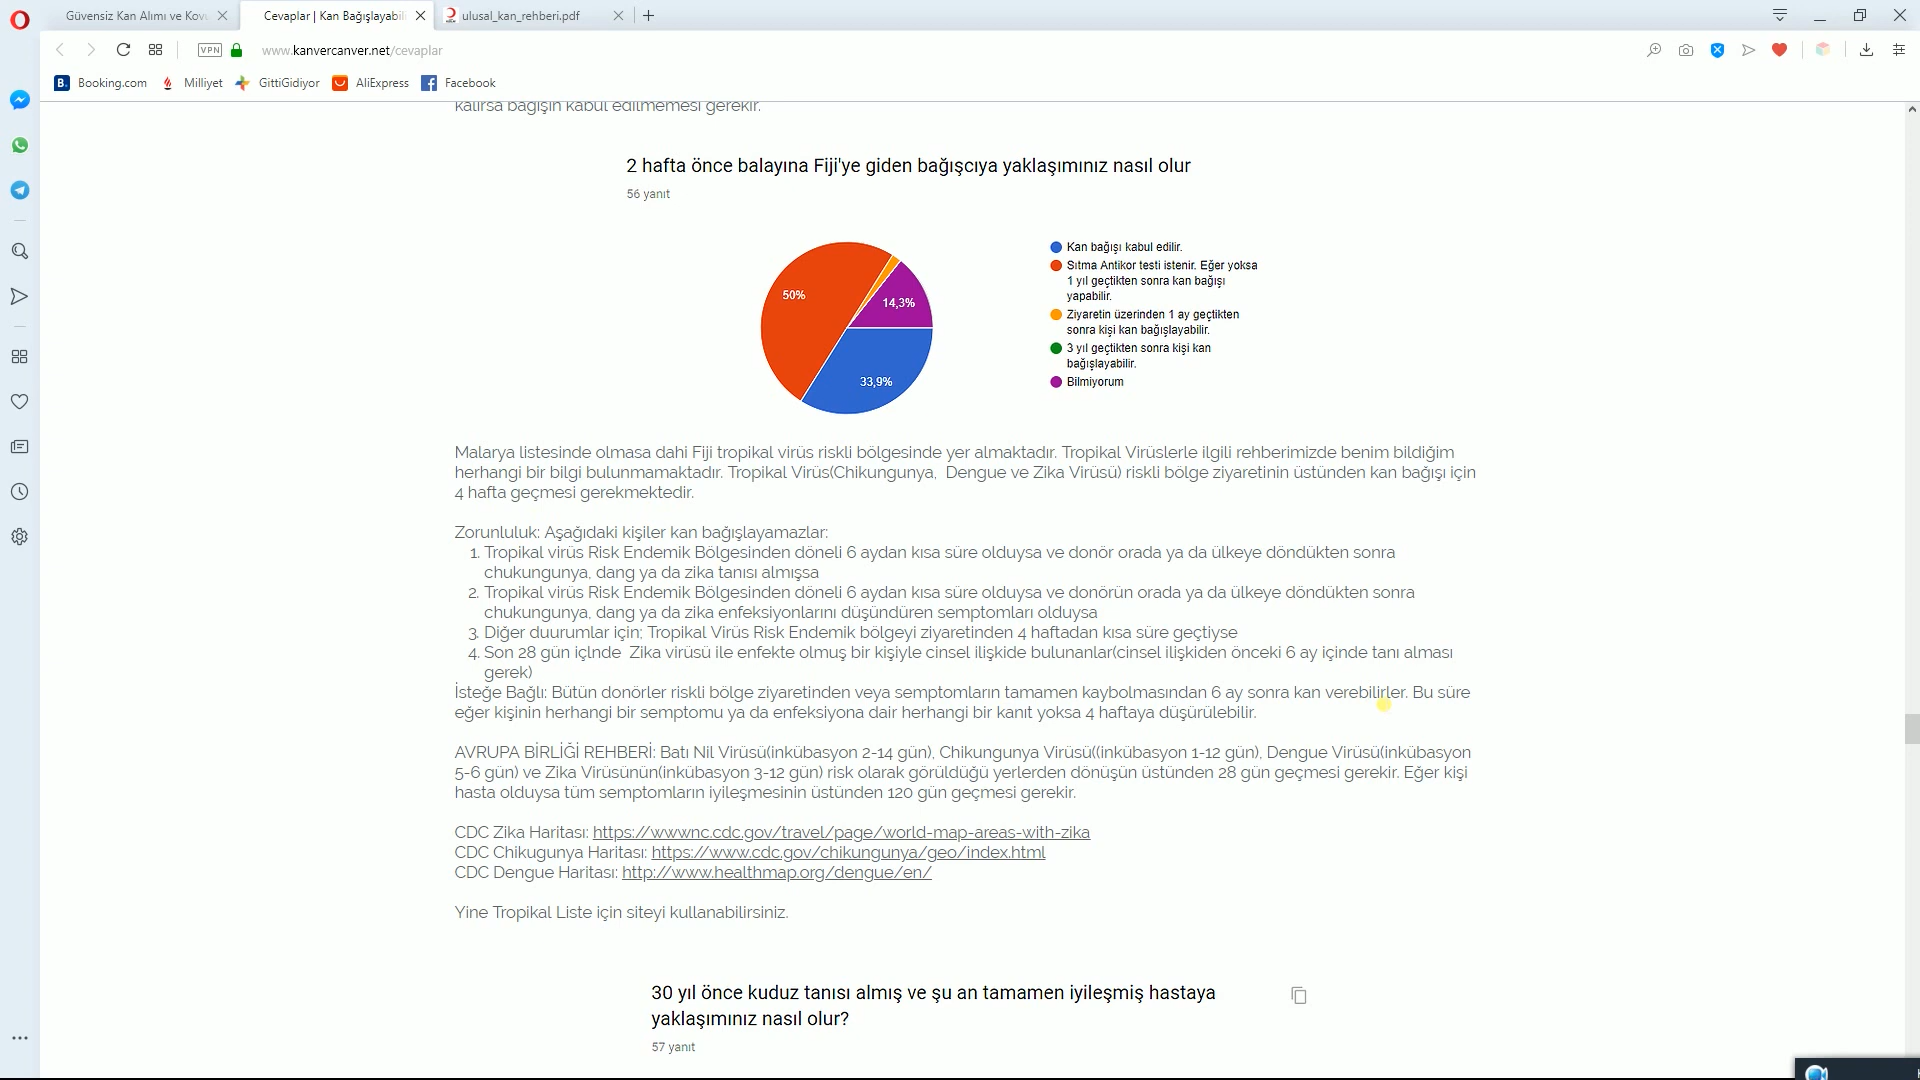 Güvensiz Kan Alımı ve Kovu
Cevaplar | Kan Bağışlayabili
ulusal_kan_rehberi.pdf
VPN
www.kanvercanver.net/cevaplar
B. Booking.com
Milliyet
GittiGidiyor
AliExpress
Facebook
kalırsa bağışın kabul edilmemesi gerekir.
2 hafta önce balayına Fiji'ye giden bağışcıya yaklaşımınız nasıl olur
56 yanıt
50%
14,3%
33,9%
Kan bağışı kabul edilir.
Sıtma Antikor testi istenir. Eğer yoksa
1 yıl geçtikten sonra kan bağışı
yapabilir.
Ziyaretin üzerinden 1 ay geçtikten
sonra kişi kan bağışlayabilir.
3 yıl geçtikten sonra kişi kan
bağışlayabilir.
Bilmiyorum
Malarya listesinde olmasa dahi Fiji tropikal virüs riskli bölgesinde yer almaktadır. Tropikal Virüslerle ilgili rehberimizde benim bildiğim
herhangi bir bilgi bulunmamaktadır. Tropikal Virüs(Chikungunya, Dengue ve Zika Virüsü) riskli bölge ziyaretinin üstünden kan bağışı için
4 hafta geçmesi gerekmektedir.
Zorunluluk: Aşağıdaki kişiler kan bağışlayamazlar:
1. Tropikal virüs Risk Endemik Bölgesinden döneli 6 aydan kısa süre olduysa ve donör orada ya da ülkeye döndükten sonra
chukungunya, dang ya da zika tanısı almışsa
2. Tropikal virüs Risk Endemik Bölgesinden döneli 6 aydan kısa süre olduysa ve donörün orada ya da ülkeye döndükten sonra
chukungunya, dang ya da zika enfeksiyonlarını düşündüren semptomları olduysa
3. Diğer duurumlar için; Tropikal Virüs Risk Endemik bölgeyi ziyaretinden 4 haftadan kısa süre geçtiyse
4. Son 28 gün içlnde Zika virüsü ile enfekte olmuş bir kişiyle cinsel ilişkide bulunanlar(cinsel ilişkiden önceki 6 ay içinde tanı alması
gerek)
İsteğe Bağlı: Bütün donörler riskli bölge ziyaretinden veya semptomların tamamen kaybolmasından 6 ay sonra kan verebilirler. Bu süre
eğer kişinin herhangi bir semptomu ya da enfeksiyona dair herhangi bir kanıt yoksa 4 haftaya düşürülebilir.
AVRUPA BİRLİĞİ REHBERİ: Batı Nil Virüsü(inkübasyon 2-14 gün), Chikungunya Virüsü((inkübasyon 1-12 gün), Dengue Virüsü(inkübasyon
5-6 gün) ve Zika Virüsünün(inkübasyon 3-12 gün) risk olarak görüldüğü yerlerden dönüşün üstünden 28 gün geçmesi gerekir. Eğer kişi
hasta olduysa tüm semptomların iyileşmesinin üstünden 120 gün geçmesi gerekir.
CDC Zika Haritası: https://wwwnc.cdc.gov/travel/page/world-map-areas-with-zika
CDC Chikugunya Haritası: https://www.cdc.gov/chikungunya/geo/index.html
CDC Dengue Haritası: http://www.healthmap.org/dengue/en/
Yine Tropikal Liste için siteyi kullanabilirsiniz.
30 yıl önce kuduz tanısı almış ve şu an tamamen iyileşmiş hastaya
yaklaşımınız nasıl olur?
57 yanıt